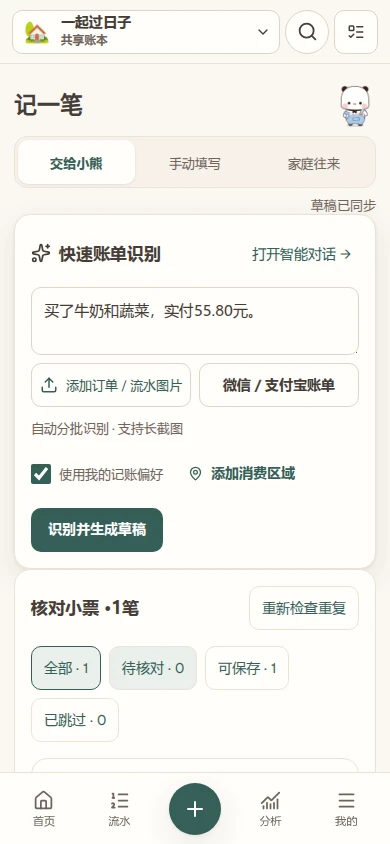 一起过日子
共享账本
记一笔
交给小熊
手动填写
家庭往来
草稿已同步
快速账单识别
打开智能对话 →
买了牛奶和蔬菜，实付55.80元。
添加订单 / 流水图片
微信 / 支付宝账单
自动分批识别 · 支持长截图
使用我的记账偏好
添加消费区域
识别并生成草稿
核对小票 •1笔
重新检查重复
全部 · 1
待核对 · 0
可保存 · 1
已跳过 · 0
首页
流水
分析
我的